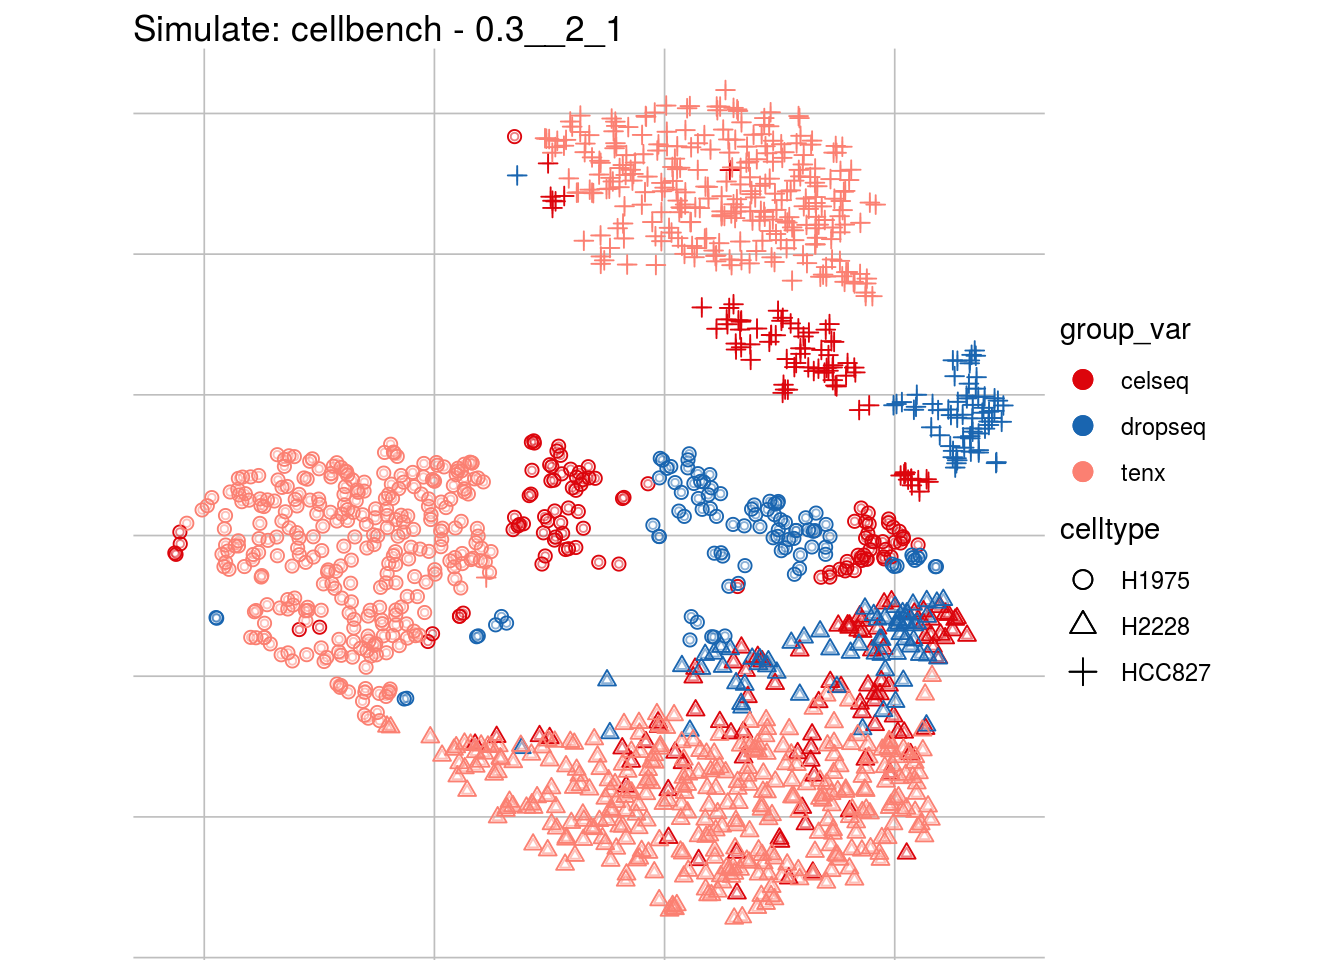 Simulate: cellbench - 0.3__2_1
group_var
celseq
dropseq
tenx
celltype
H1975
H2228
HCC827